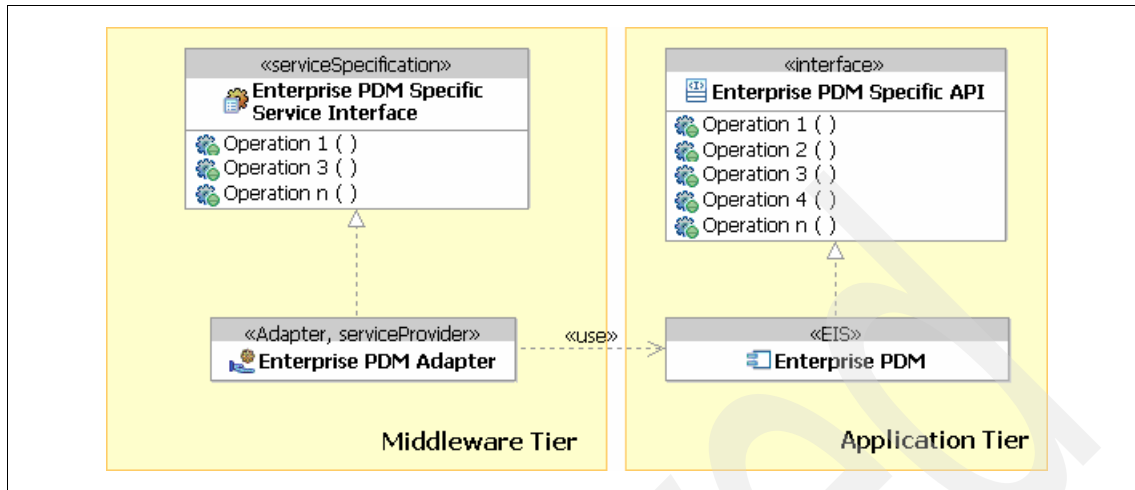 «serviceSpecification»
Enterprise PDM Specific
Service Interface
Operation 1 ( )
Operation 3 ( )
Operation n ( )
«Adapter, serviceProvider»
Enterprise PDM Adapter
Middleware Tier
«use»
«interface»
Enterprise PDM Specific API
Operation 1 ( )
Operation 2 ( )
Operation 3 ( )
Operation 4 ( )
Operation n ( )
«EIS»
Enterprise PDM
Application Tier